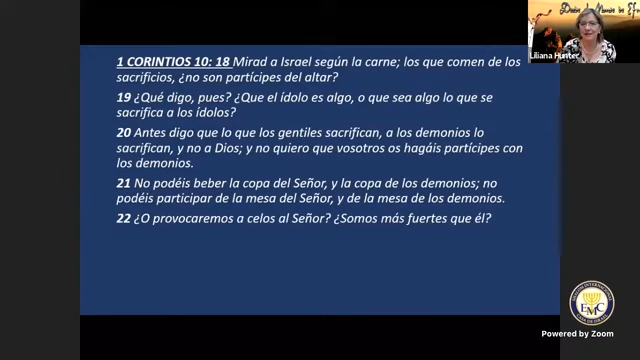 1 CORINTIOS 10: 18 Mirad a Israel según la carne; los que comen de los
sacrificios, ¿no son partícipes del altar?
19 ¿Qué digo, pues? ¿Que el ídolo es algo, o que sea algo lo que se
sacrifica a los ídolos?
20 Antes digo que lo que los gentiles sacrifican, a los demonios lo
sacrifican, y no a Dios; y no quiero que vosotros os hagáis partícipes con
los demonios.
21 No podéis beber la copa del Señor, y la copa de los demonios; no
podéis participar de la mesa del Señor, y de la mesa de los demonios.
22 ¿O provocaremos a celos al Señor? ¿Somos más fuertes que él?
Liliana Hunter
EMC
Powered by Zoom